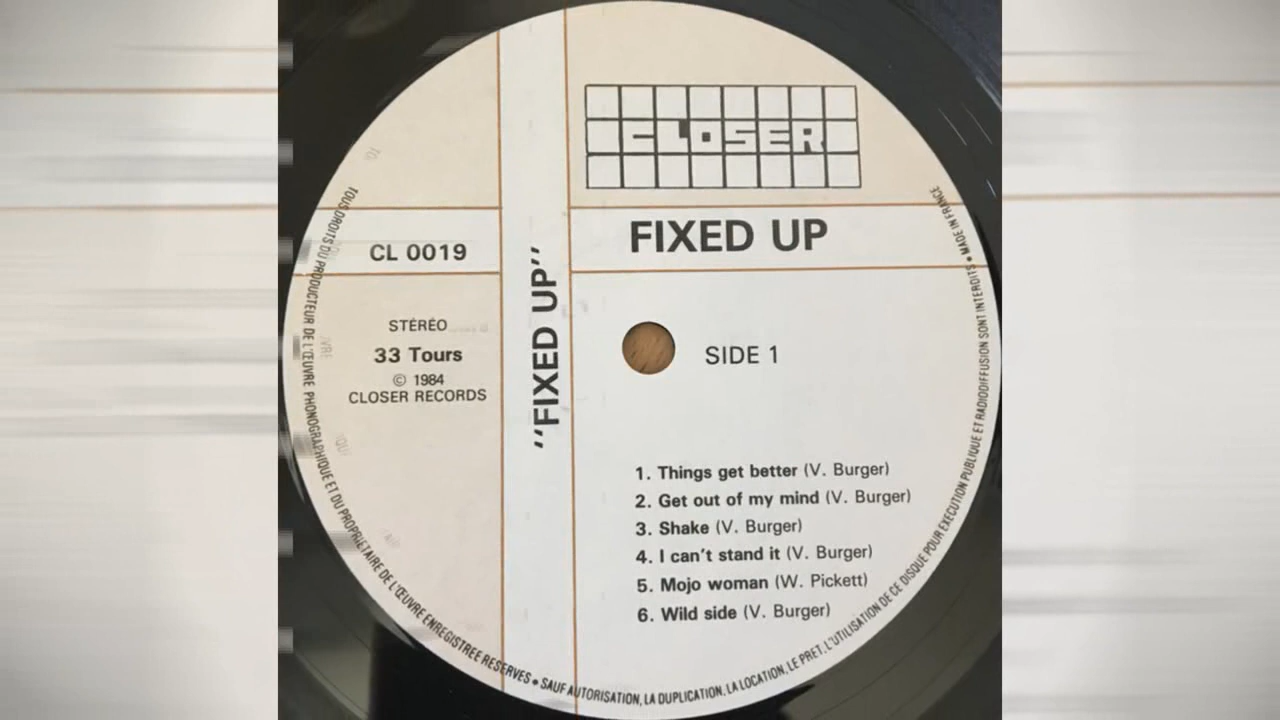 CLOSER
FIXED UP
CL 0019
"FIXED UP"
STÉRÉO
33 Tours
© 1984
CLOSER RECORDS
SIDE 1
1. Things get better (V. Burger)
2. Get out of my mind (V. Burger)
3. Shake (V. Burger)
4. I can't stand it (V. Burger)
5. Mojo woman (W. Pickett)
6. Wild side (V. Burger)
TOUS DROITS DU PRODUCTEUR DE L'ŒUVRE PHONOGRAPHIQUE ET DU PROPRIÉTAIRE DE L'ŒUVRE ENREGISTREE RESERVES • SAUF AUTORISATION, LA DUPLICATION, LA LOCATION, LE PRET, L'UTILISATION DE CE DISQUE POUR EXECUTION PUBLIQUE ET RADIODIFFUSION SONT INTERDITS • MADE IN FRANCE